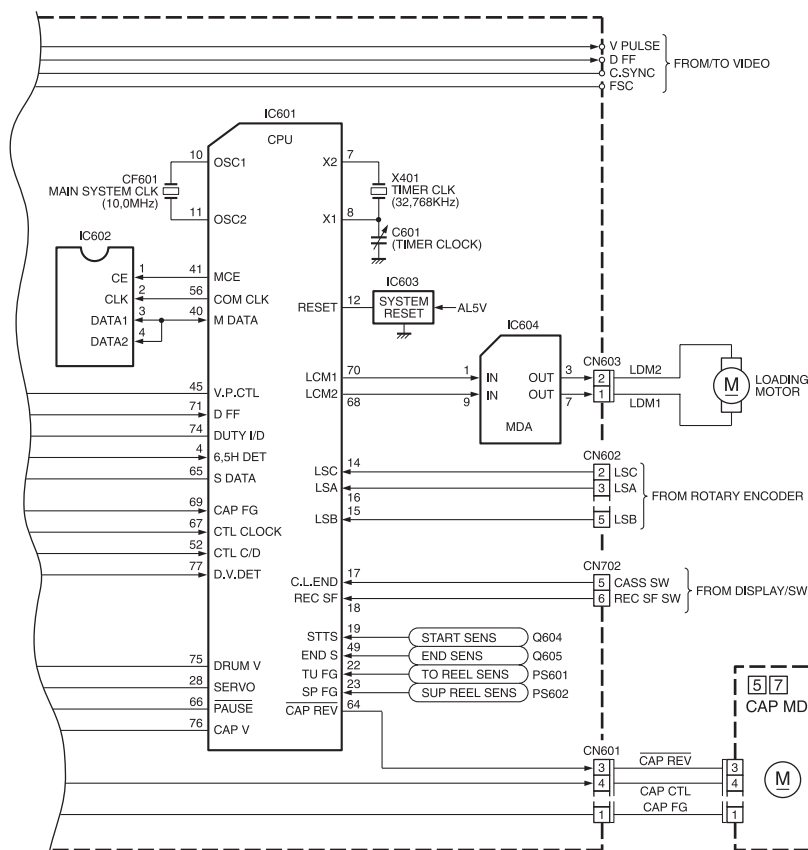 V PULSE
D FF
C.SYNC
FSC
FROM/TO VIDEO
IC601
CPU
10
OSC1
X2
7
CF601
MAIN SYSTEM CLK
(10,0MHz)
X401
TIMER CLK
(32,768KHz)
11
OSC2
X1
8
C601
(TIMER CLOCK)
IC602
CE
1
41
MCE
CLK
2
56
COM CLK
DATA1
3
40
M DATA
DATA2
4
IC603
RESET
12
SYSTEM
RESET
AL5V
IC604
CN603
LCM1
70
1
IN
OUT
3
2
LDM2
LCM2
68
9
IN
OUT
7
1
LDM1
MDA
M
LOADING
MOTOR
45
V.P.CTL
71
D FF
74
DUTY I/D
4
6,5H DET
65
S DATA
69
CAP FG
67
CTL CLOCK
52
CTL C/D
77
D.V.DET
CN602
LSC
14
2
LSC
LSA
16
3
LSA
LSB
15
5
LSB
FROM ROTARY ENCODER
CN702
C.L.END
17
5
CASS SW
REC SF
18
6
REC SF SW
FROM DISPLAY/SW
STTS
19
START SENS
Q604
END S
49
END SENS
Q605
TU FG
22
TO REEL SENS
PS601
SP FG
23
SUP REEL SENS
PS602
CAP REV
64
75
DRUM V
28
SERVO
66
PAUSE
76
CAP V
5 7
CAP MD
CN601
3
CAP REV
3
4
CAP CTL
4
1
CAP FG
1
M